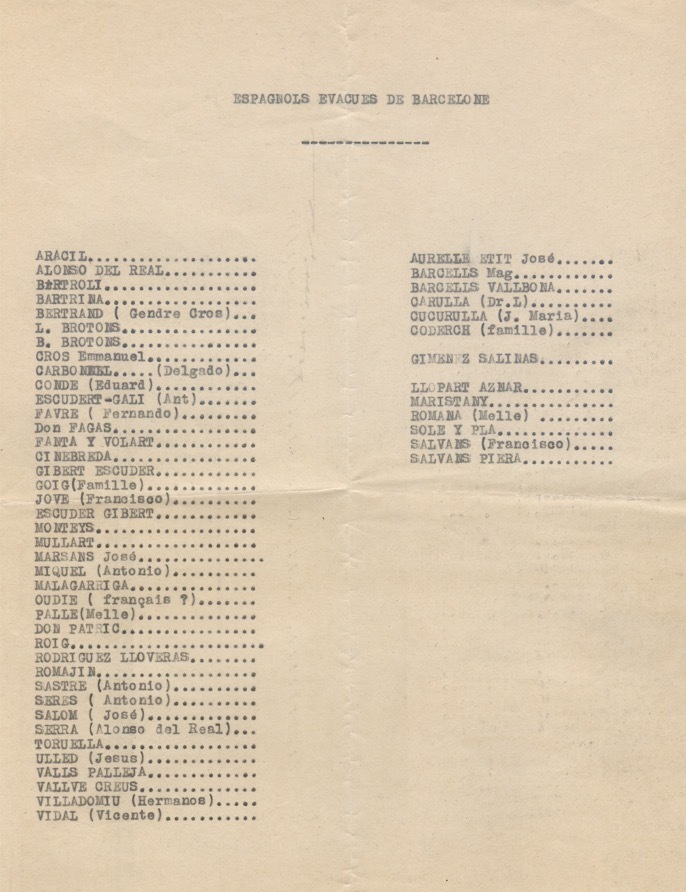 ESPAGNOLS EVACUES DE BARCELONE
---------------
ARACIL....................
ALONSO DEL REAL...........
BARTROLI..................
BARTRINA..................
BERTRAND ( Gendre Cros)...
L. BROTONS................
B. BROTONS................
CROS Emmanuel.............
CARBONNEL.....(Delgado)...
CONDE (Eduard)............
ESCUDERT-GALI (Ant).......
FAVRE ( Fernando).........
Don FAGAS.................
FANTA Y VOLART............
CINEBREDA.................
GIBERT ESCUDER............
GOIG(Famille).............
JOVE (Francisco)..........
ESCUDER GIBERT............
MONTEYS...................
MULLART...................
MARSANS José...............
MIQUEL (Antonio)..........
MALAGARRIGA...............
OUDIE ( français ?).......
PALLE(Melle)..............
DON PATRIC................
ROIG.......................
RODRIGUEZ LLOVERAS........
ROMAJIN...................
SASTRE (Antonio)..........
SERES ( Antonio)..........
SALOM ( José).............
SERRA (Alonso del Real)...
TORUELLA..................
ULLED (Jesus).............
VALLS PALLEJA.............
VALLVE CREUS..............
VILLADOMIU (Hermanos).....
VIDAL (Vicente)...........
AURELLE ETIT José.......
BARCELLS Mag............
BARCELLS VALLBONA.......
CARULLA (Dr.L)..........
CUCURULLA (J. Maria)....
CODERCH (famille).......
GIMENEZ SALINAS.........
LLOPART AZNAR...........
MARISTANY...............
ROMANA (Melle) .........
SOLE Y PLA..............
SALVANS (Francisco).....
SALVANS PIERA...........